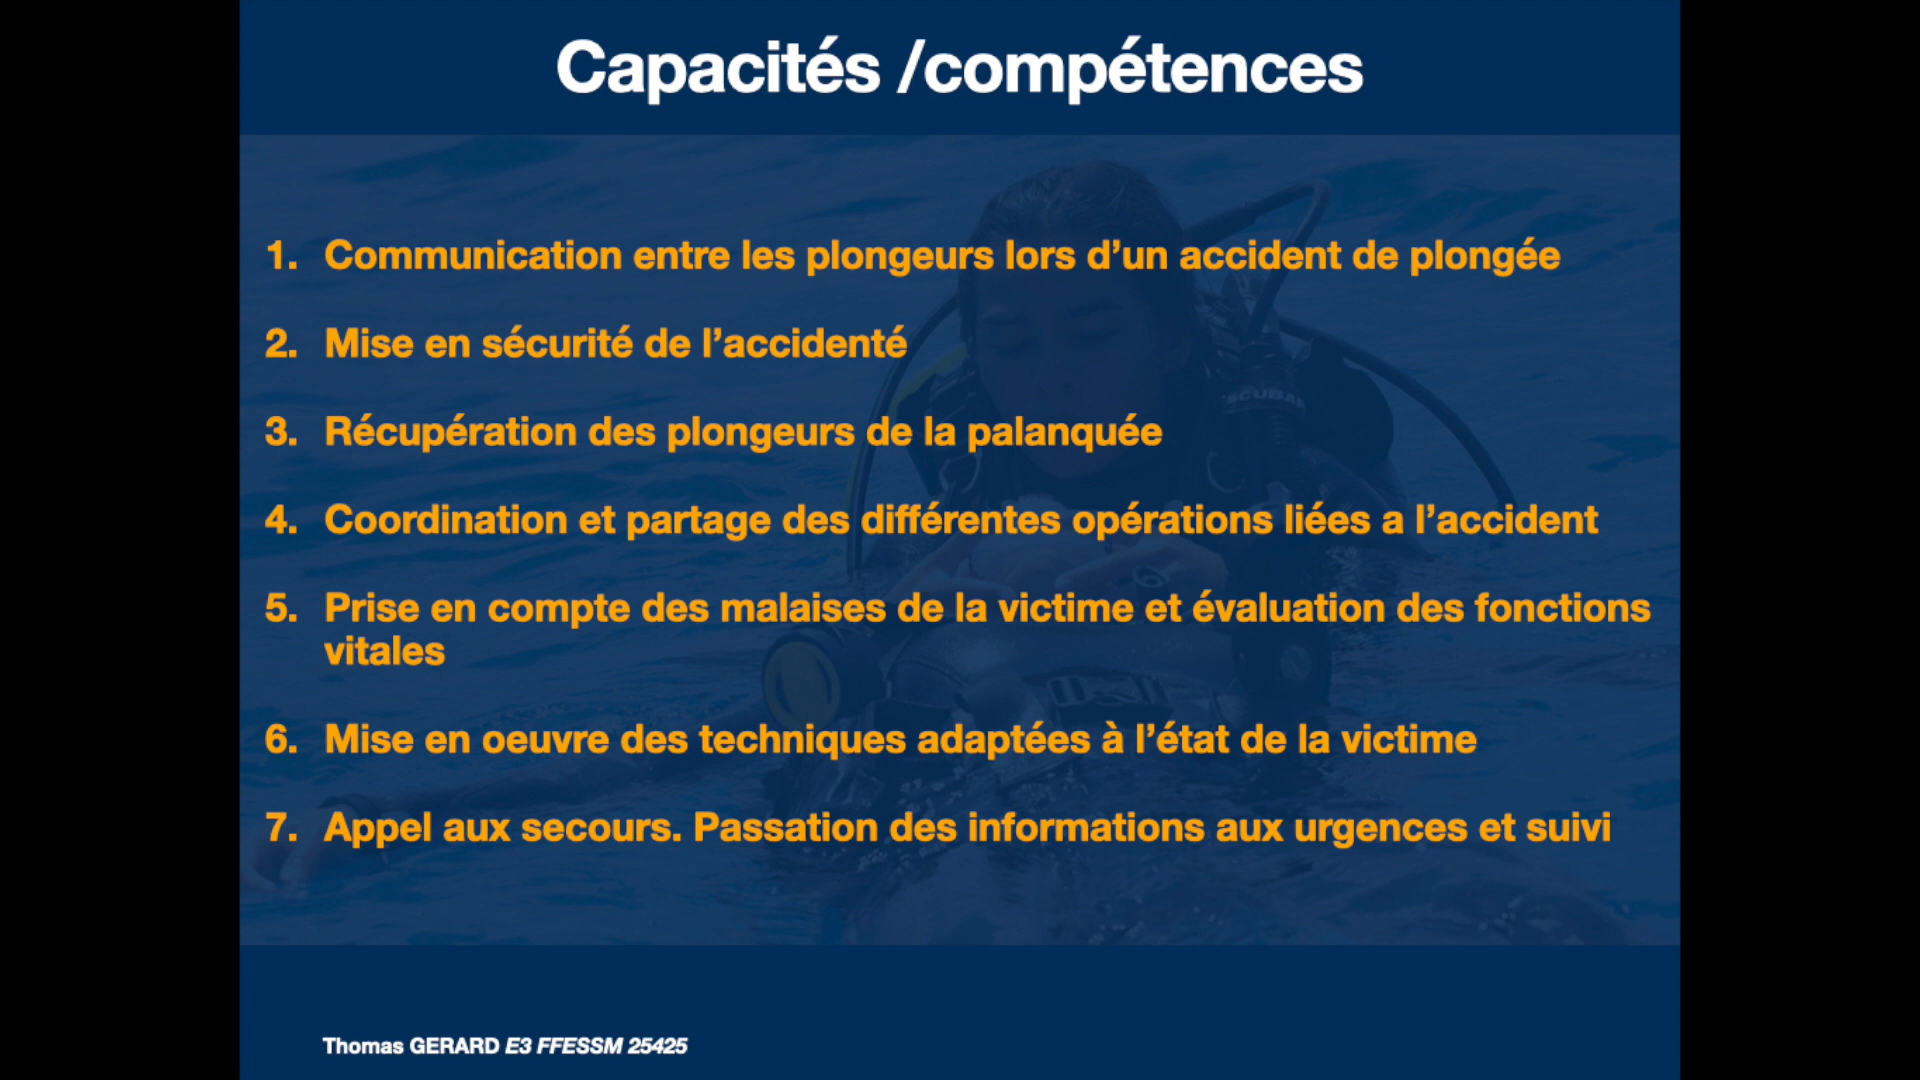 Capacités /compétences
1. Communication entre les plongeurs lors d’un accident de plongée
2. Mise en sécurité de l’accidenté
3. Récupération des plongeurs de la palanquée
4. Coordination et partage des différentes opérations liées a l’accident
5. Prise en compte des malaises de la victime et évaluation des fonctions
vitales
6. Mise en oeuvre des techniques adaptées à l’état de la victime
7. Appel aux secours. Passation des informations aux urgences et suivi
Thomas GERARD E3 FFESSM 25425